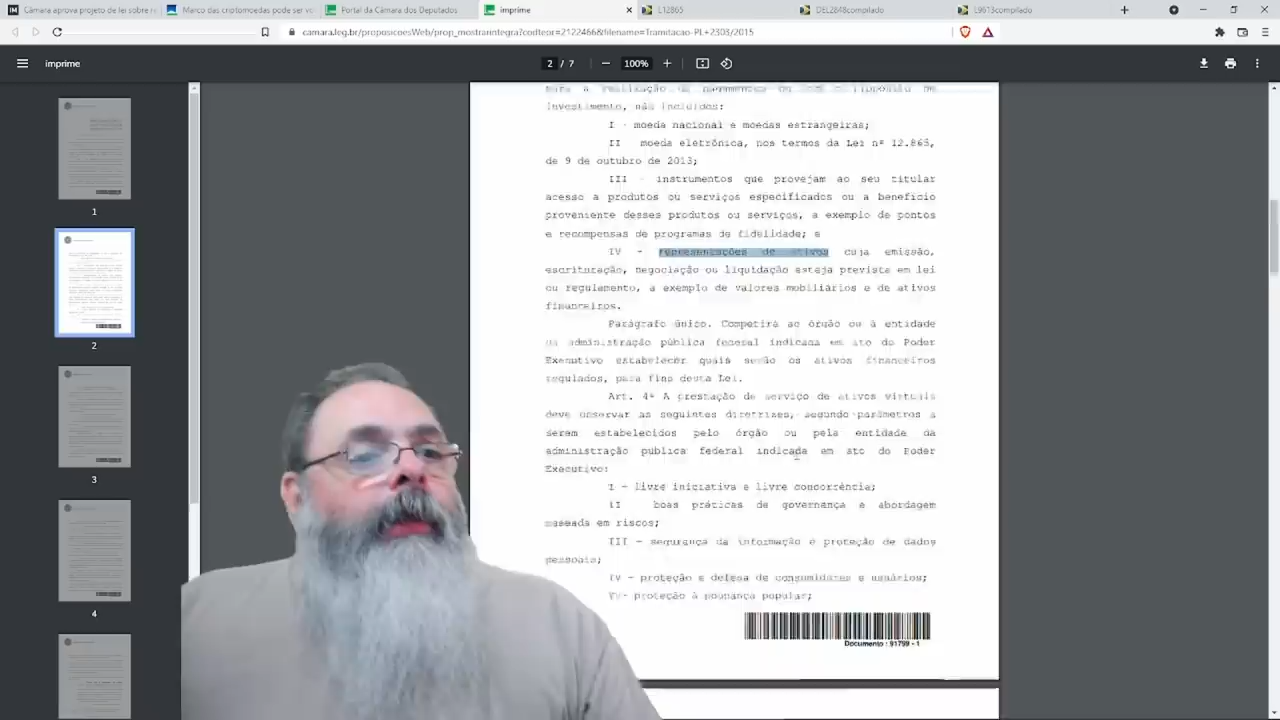 Câmara aprova projeto de lei sobre r
Marco das criptomoedas pode ser vo
Portal da Câmara dos Deputados
imprime
L12865
DEL2848compilado
L9613compilado
camara.leg.br/proposicoesWeb/prop_mostrarintegra?codteor=2122466&filename=Tramitacao-PL+2303/2015
imprime
2 / 7
100%
para a realização de pagamentos ou com o propósito de
investimento, não incluídos:
I - moeda nacional e moedas estrangeiras;
II moeda eletrônica, nos termos da Lei nº 12.865,
de 9 de outubro de 2013;
III - instrumentos que provejam ao seu titular
acesso a produtos ou serviços especificados ou a benefício
proveniente desses produtos ou serviços, a exemplo de pontos
e recompensas de programas de fidelidade; e
IV - representações de ativos cuja emissão,
escrituração, negociação ou liquidação esteja prevista em lei
ou regulamento, a exemplo de valores mobiliários e de ativos
financeiros.
Parágrafo único. Competirá ao órgão ou à entidade
da administração pública federal indicada em ato do Poder
Executivo estabelecer quais serão os ativos financeiros
regulados, para fins desta Lei.
Art. 4º A prestação de serviço de ativos virtuais
deve observar as seguintes diretrizes, segundo parâmetros a
serem estabelecidos pelo órgão ou pela entidade da
administração pública federal indicada em ato do Poder
Executivo:
I - livre iniciativa e livre concorrência;
II boas práticas de governança e abordagem
baseada em riscos;
III - segurança da informação e proteção de dados
pessoais;
IV - proteção e defesa de consumidores e usuários;
V - proteção à poupança popular;
Documento : 91799 - 1
1
2
3
4